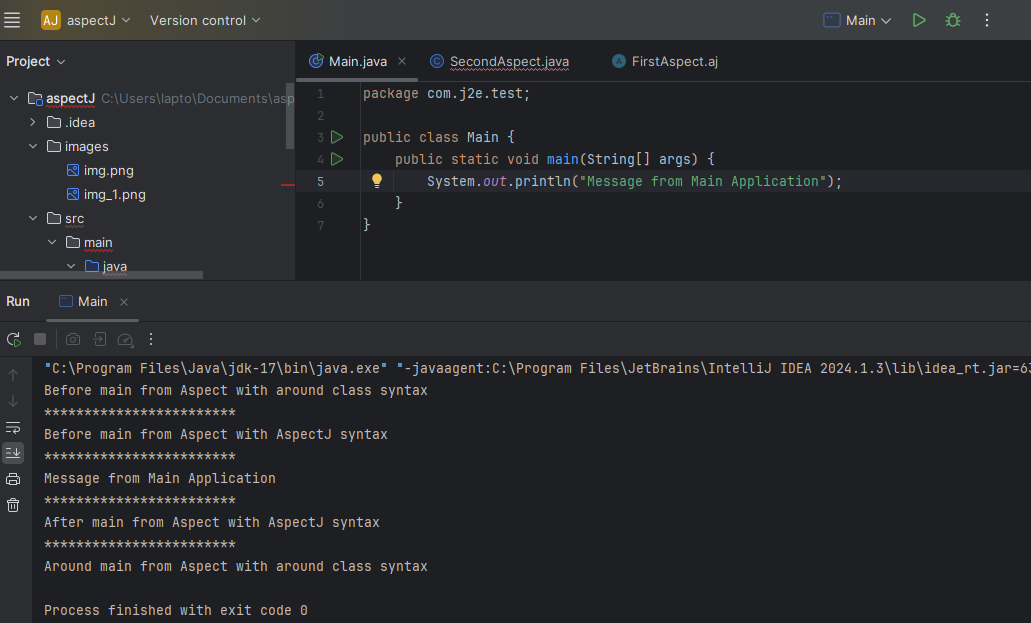 AJ aspectJ Version control Main
Project
Main.java SecondAspect.java FirstAspect.aj
aspectJ C:\Users\lapto\Documents\asp
.idea
images
img.png
img_1.png
src
main
java
1 package com.j2e.test;
2
3 public class Main {
4 public static void main(String[] args) {
5 System.out.println("Message from Main Application");
6 }
7 }
Run Main
"C:\Program Files\Java\jdk-17\bin\java.exe" "-javaagent:C:\Program Files\JetBrains\IntelliJ IDEA 2024.1.3\lib\idea_rt.jar=63
Before main from Aspect with around class syntax
************************
Before main from Aspect with AspectJ syntax
************************
Message from Main Application
************************
After main from Aspect with AspectJ syntax
************************
Around main from Aspect with around class syntax
Process finished with exit code 0